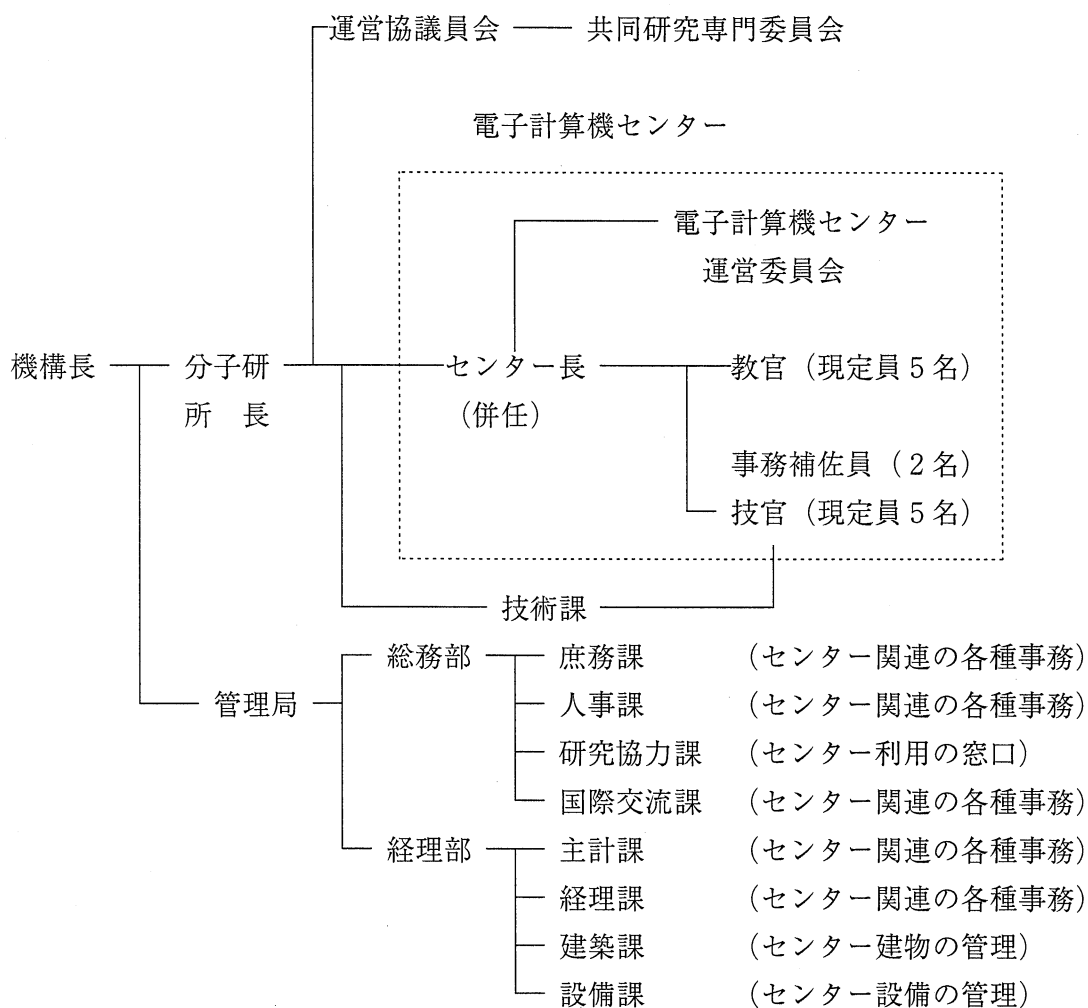 運営協議員会 共同研究専門委員会
電子計算機センター
電子計算機センター
運営委員会
機構長 分子研 センター長 教官(現定員5名)
所 長 (併任)
事務補佐員(2名)
技官(現定員5名)
技術課
総務部 庶務課 (センター関連の各種事務)
管理局 人事課 (センター関連の各種事務)
研究協力課 (センター利用の窓口)
国際交流課 (センター関連の各種事務)
経理部 主計課 (センター関連の各種事務)
経理課 (センター関連の各種事務)
建築課 (センター建物の管理)
設備課 (センター設備の管理)